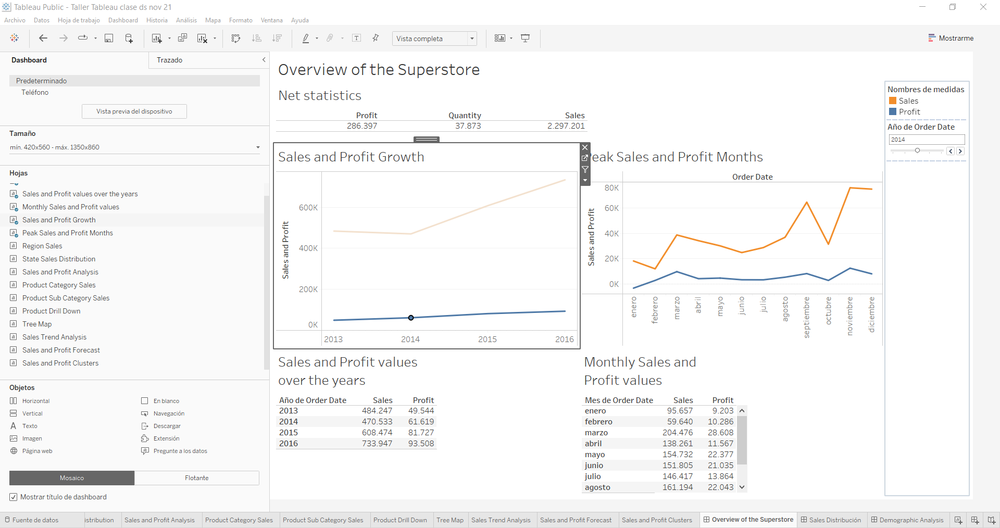 Tableau Public - Taller Tableau clase ds nov 21
Archivo Datos Hoja de trabajo Dashboard Historia Análisis Mapa Formato Ventana Ayuda
Vista completa
Mostrarme
Dashboard Trazado
Predeterminado
Teléfono
Vista previa del dispositivo
Tamaño
mín. 420x560 - máx. 1350x860
Hojas
Sales and Profit values over the years
Monthly Sales and Profit values
Sales and Profit Growth
Peak Sales and Profit Months
Region Sales
State Sales Distribution
Sales and Profit Analysis
Product Category Sales
Product Sub Category Sales
Product Drill Down
Tree Map
Sales Trend Analysis
Sales and Profit Forecast
Sales and Profit Clusters
Objetos
Horizontal En blanco
Vertical Navegación
Texto Descargar
Imagen Extensión
Página web Pregunte a los datos
Mosaico Flotante
Mostrar título de dashboard
Overview of the Superstore
Net statistics
Profit Quantity Sales
286.397 37.873 2.297.201
Sales and Profit Growth
Sales and Profit
600K
400K
200K
0K
2013 2014 2015 2016
Peak Sales and Profit Months
Order Date
Sales and Profit
80K
60K
40K
20K
0K
enero febrero marzo abril mayo junio julio agosto septiembre octubre noviembre diciembre
Sales and Profit values
over the years
Año de Order Date Sales Profit
2013 484.247 49.544
2014 470.533 61.619
2015 608.474 81.727
2016 733.947 93.508
Monthly Sales and
Profit values
Mes de Order Date Sales Profit
enero 95.657 9.203
febrero 59.640 10.286
marzo 204.476 28.608
abril 138.261 11.567
mayo 154.732 22.377
junio 151.805 21.035
julio 146.417 13.864
agosto 161.194 22.043
Nombres de medidas
Sales
Profit
Año de Order Date
2014
Fuente de datos istribution Sales and Profit Analysis Product Category Sales Product Sub Category Sales Product Drill Down Tree Map Sales Trend Analysis Sales and Profit Forecast Sales and Profit Clusters Overview of the Superstore Sales Distribución Demographic Analysis